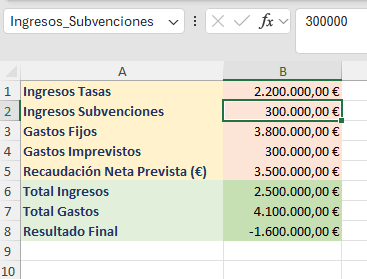 Ingresos_Subvenciones fx 300000
A B
1 Ingresos Tasas 2.200.000,00 €
2 Ingresos Subvenciones 300.000,00 €
3 Gastos Fijos 3.800.000,00 €
4 Gastos Imprevistos 300.000,00 €
5 Recaudación Neta Prevista (€) 3.500.000,00 €
6 Total Ingresos 2.500.000,00 €
7 Total Gastos 4.100.000,00 €
8 Resultado Final -1.600.000,00 €
9
10